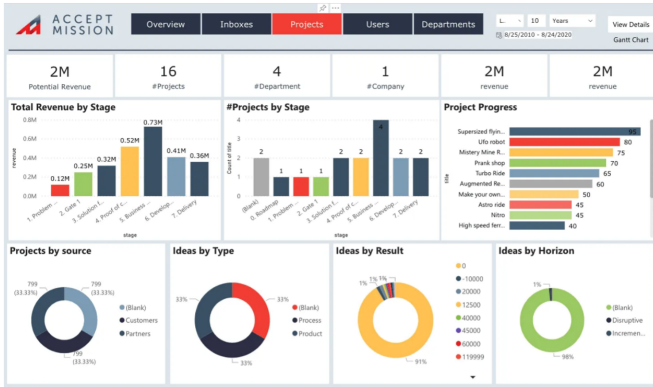 ACCEPT
MISSION
Overview
Inboxes
Projects
Users
Departments
L.
10
Years
8/25/2010 - 8/24/2020
View Details
Gantt Chart
2M
Potential Revenue
16
#Projects
4
#Department
1
#Company
2M
revenue
2M
revenue
Total Revenue by Stage
0.8M
0.6M
0.4M
0.2M
0.0M
revenue
0.12M
0.25M
0.32M
0.52M
0.73M
0.41M
0.36M
1. Problem ...
2. Gate 1
3. Solution f...
4. Proof of c...
5. Business ...
6. Develop...
7. Delivery
stage
#Projects by Stage
4
3
2
1
0
Count of title
2
1
1
1
2
2
4
2
2
(Blank)
0. Roadmap
1. Problem ...
2. Gate 1
3. Solution f...
4. Proof of c...
5. Business ...
6. Develop...
7. Delivery
stage
Project Progress
title
Supersized flyin...
95
Ufo robot
80
Mistery Mine R...
75
Prank shop
70
Turbo Ride
65
Augmented Re...
60
Make your own...
50
Astro ride
45
Nitro
45
High speed ferr...
40
Projects by source
799
(33.33%)
799
(33.33%)
799
(33.33%)
(Blank)
Customers
Partners
Ideas by Type
33%
33%
33%
(Blank)
Process
Product
Ideas by Result
1%
1%
1%
91%
0
-10000
20000
12500
40000
45000
60000
119999
Ideas by Horizon
1%
98%
(Blank)
Disruptive
Incremen...